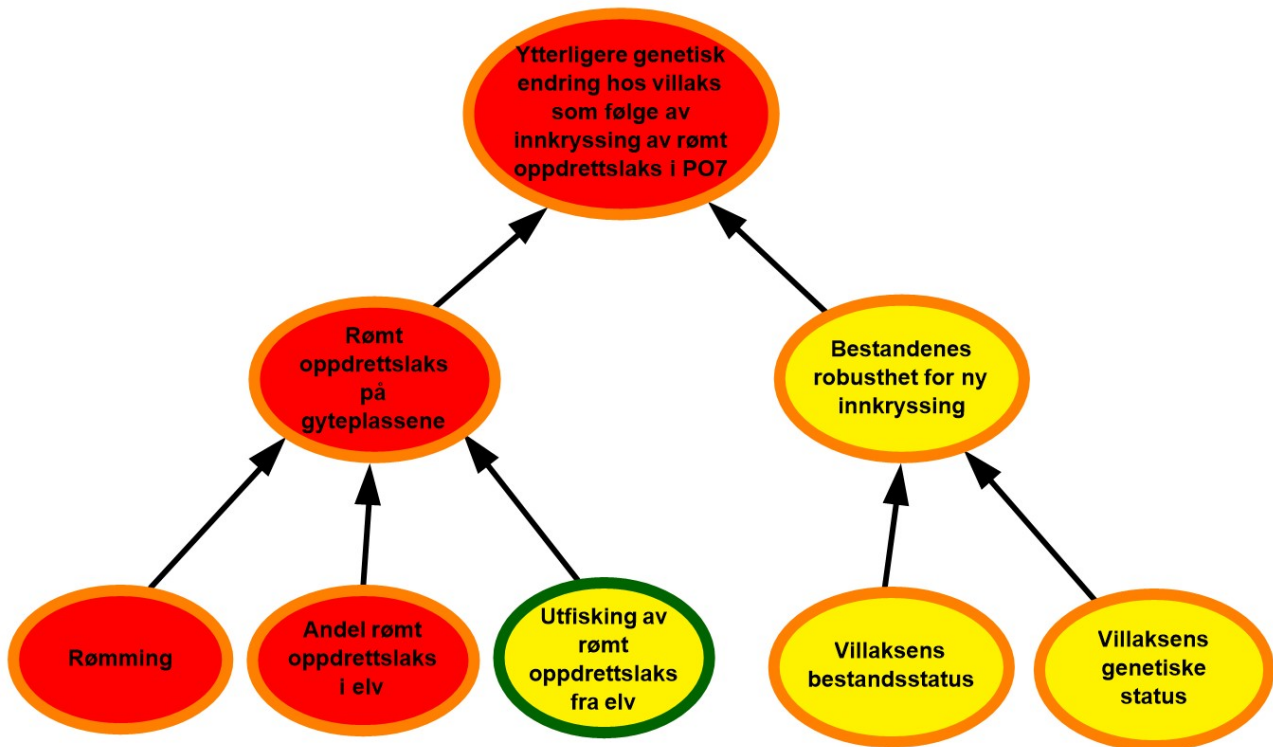 Ytterligere genetisk
endring hos villaks
som følge av
innkryssing av rømt
oppdrettslaks i PO7
Rømt
oppdrettslaks
på
gyteplassene
Bestandenes
robusthet for ny
innkryssing
Rømming
Andel rømt
oppdrettslaks
i elv
Utfisking av
rømt
oppdrettslaks
fra elv
Villaksens
bestandsstatus
Villaksens
genetiske
status